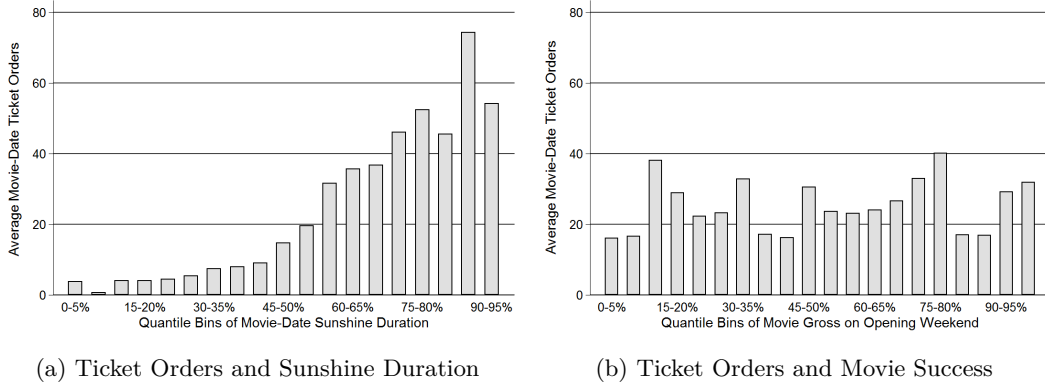 80
60
40
20
0
Average Movie-Date Ticket Orders
0-5% 15-20% 30-35% 45-50% 60-65% 75-80% 90-95%
Quantile Bins of Movie-Date Sunshine Duration
(a) Ticket Orders and Sunshine Duration
80
60
40
20
0
Average Movie-Date Ticket Orders
0-5% 15-20% 30-35% 45-50% 60-65% 75-80% 90-95%
Quantile Bins of Movie Gross on Opening Weekend
(b) Ticket Orders and Movie Success